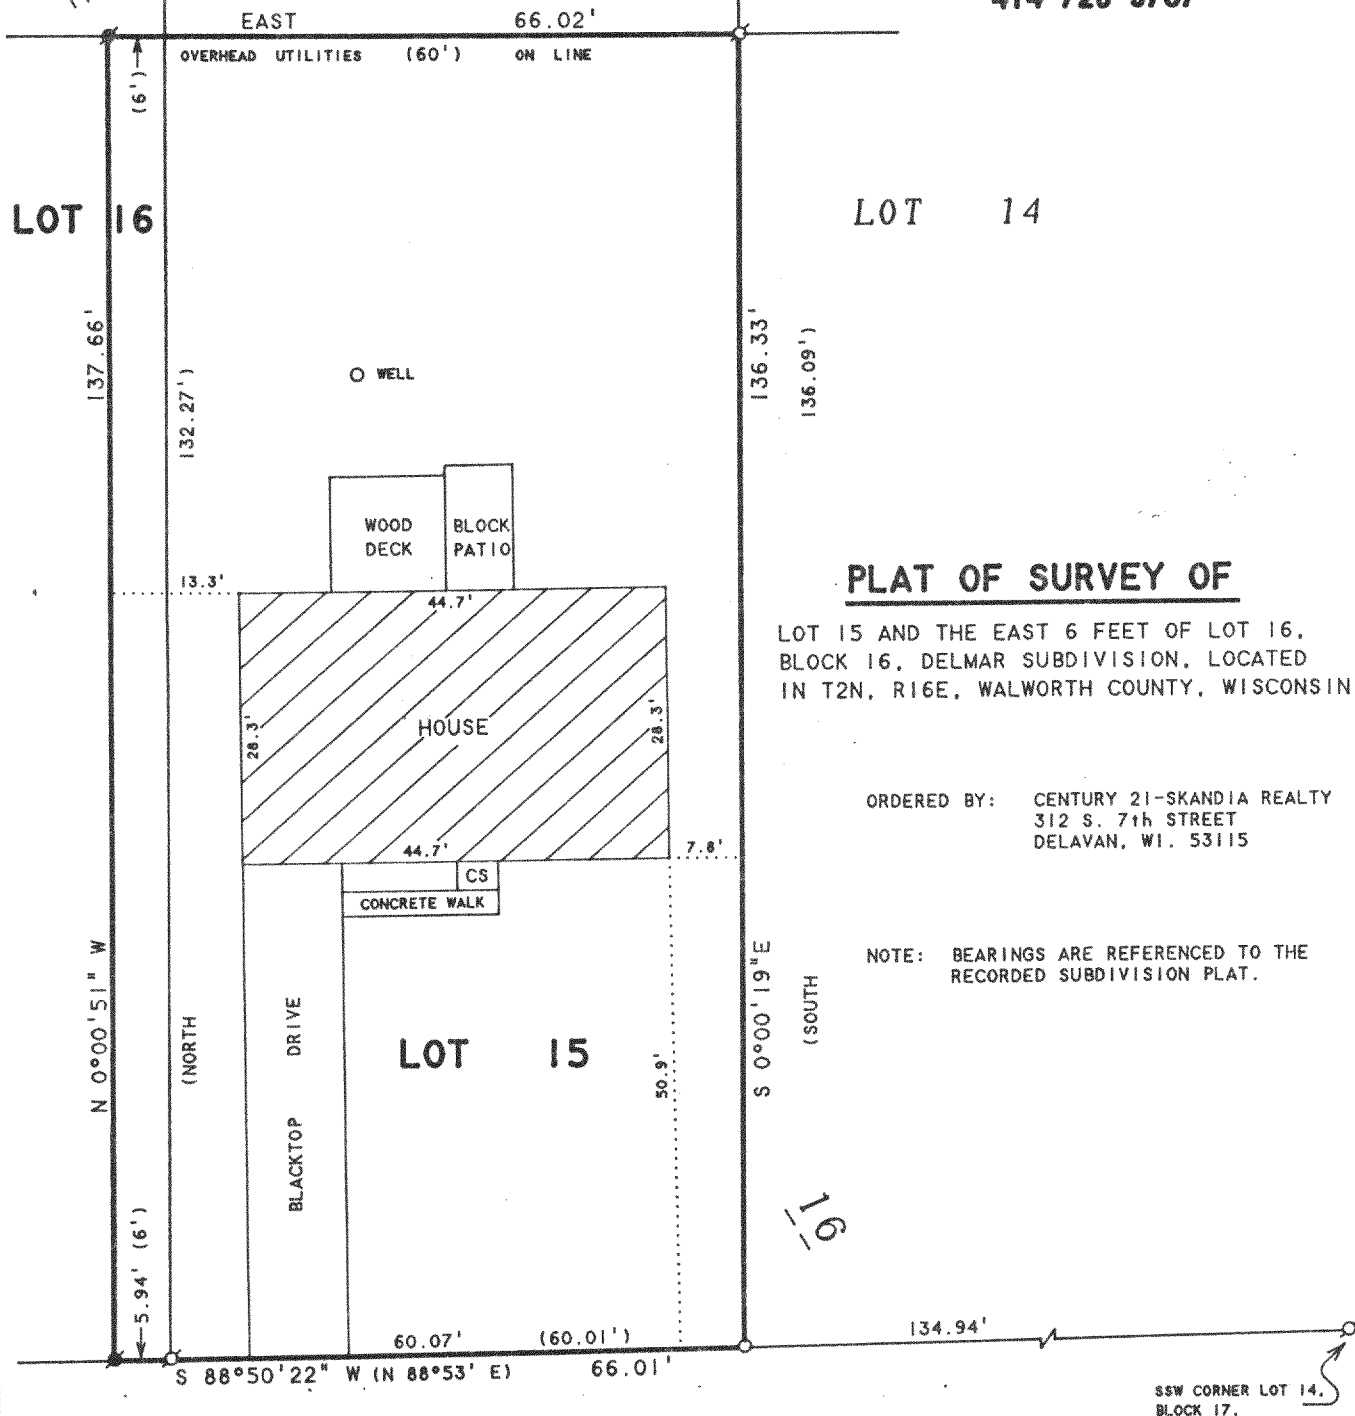 EAST 66.02'
OVERHEAD UTILITIES (60') ON LINE
(6')
LOT 16
LOT 14
137.66'
132.27')
136.33'
136.09')
WELL
WOOD
DECK
BLOCK
PATIO
13.3'
44.7'
PLAT OF SURVEY OF
LOT 15 AND THE EAST 6 FEET OF LOT 16,
BLOCK 16, DELMAR SUBDIVISION, LOCATED
IN T2N, R16E, WALWORTH COUNTY, WISCONSIN
28.3'
HOUSE
28.3'
ORDERED BY: CENTURY 21-SKANDIA REALTY
312 S. 7th STREET
DELAVAN, WI. 53115
44.7'
7.8'
CS
CONCRETE WALK
NOTE: BEARINGS ARE REFERENCED TO THE
RECORDED SUBDIVISION PLAT.
N 0°00'51" W
(NORTH
BLACKTOP DRIVE
LOT 15
50.9'
S 0°00'19"E
(SOUTH
16
5.94' (6')
60.07' (60.01')
134.94'
S 88°50'22" W (N 88°53' E) 66.01'
SSW CORNER LOT 14,
BLOCK 17.